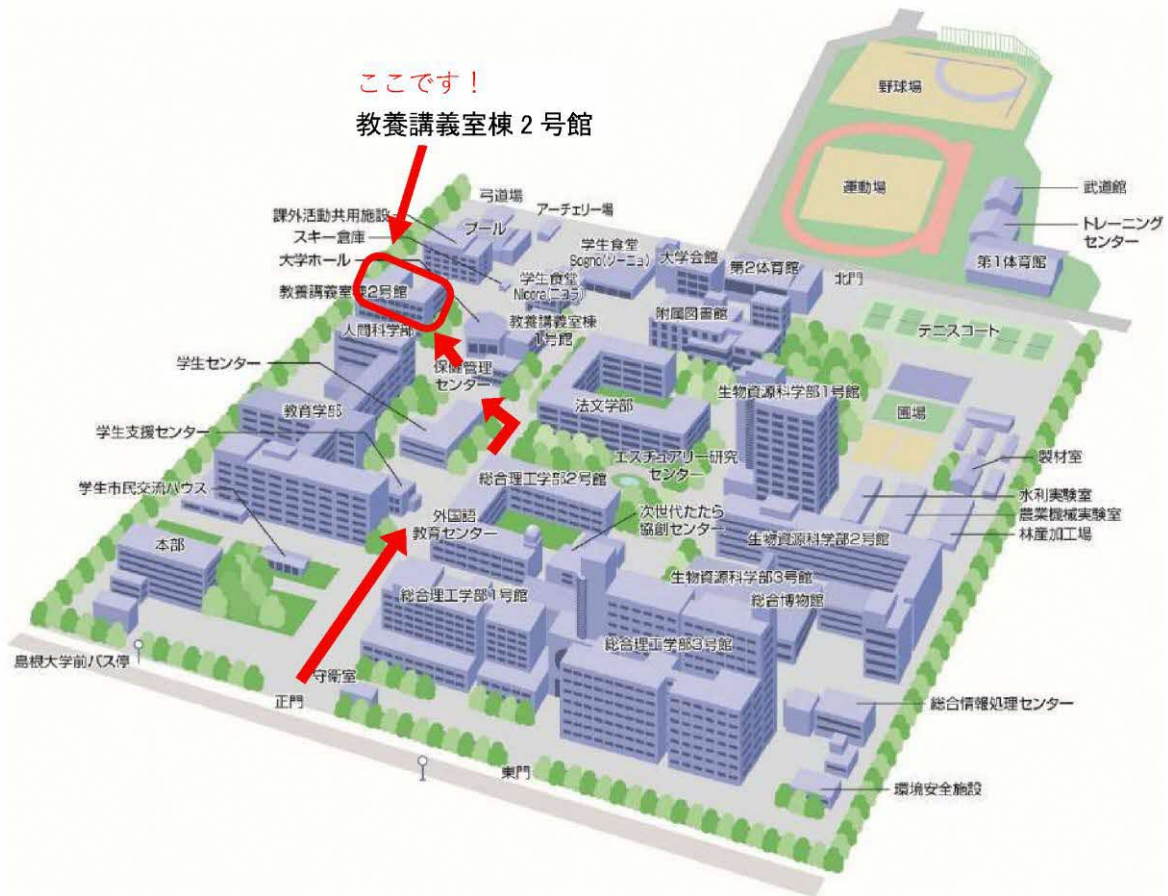 ここです！
教養講義室棟２号館
野球場
運動場
武道館
トレーニング
センター
第1体育館
弓道場
アーチェリー場
課外活動共用施設
プール
スキー倉庫
学生食堂
Sogno(ソーニョ)
大学会館
第2体育館
北門
大学ホール
学生食堂
Nicora(ニコラ)
教養講義室棟2号館
教養講義室棟
1号館
附属図書館
テニスコート
人間科学部
保健管理
センター
学生センター
法文学部
生物資源科学部1号館
圃場
教育学部
学生支援センター
エスチュアリー研究
センター
製材室
総合理工学部2号館
学生市民交流ハウス
水利実験室
外国語
教育センター
次世代たたら
協創センター
農業機械実験室
生物資源科学部2号館
林産加工場
本部
生物資源科学部3号館
総合理工学部1号館
総合博物館
総合理工学部3号館
島根大学前バス停
守衛室
正門
総合情報処理センター
東門
環境安全施設